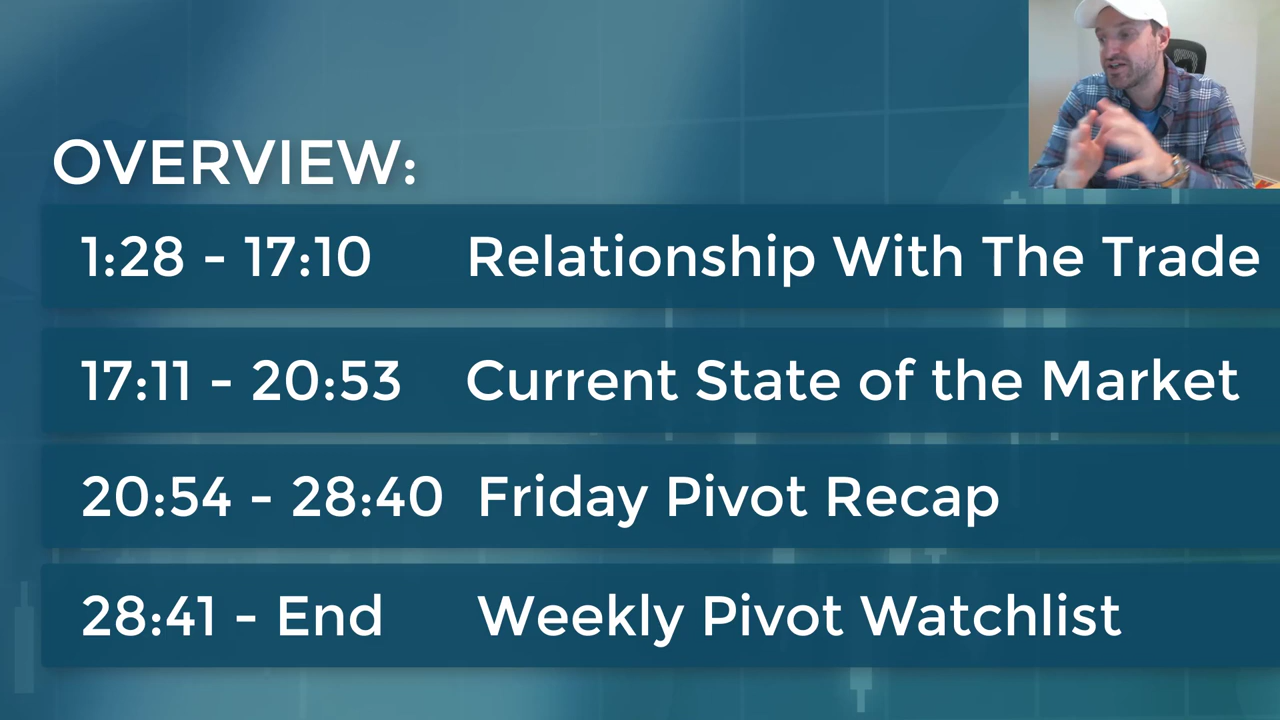 OVERVIEW:
1:28 - 17:10 Relationship With The Trade
17:11 - 20:53 Current State of the Market
20:54 - 28:40 Friday Pivot Recap
28:41 - End Weekly Pivot Watchlist